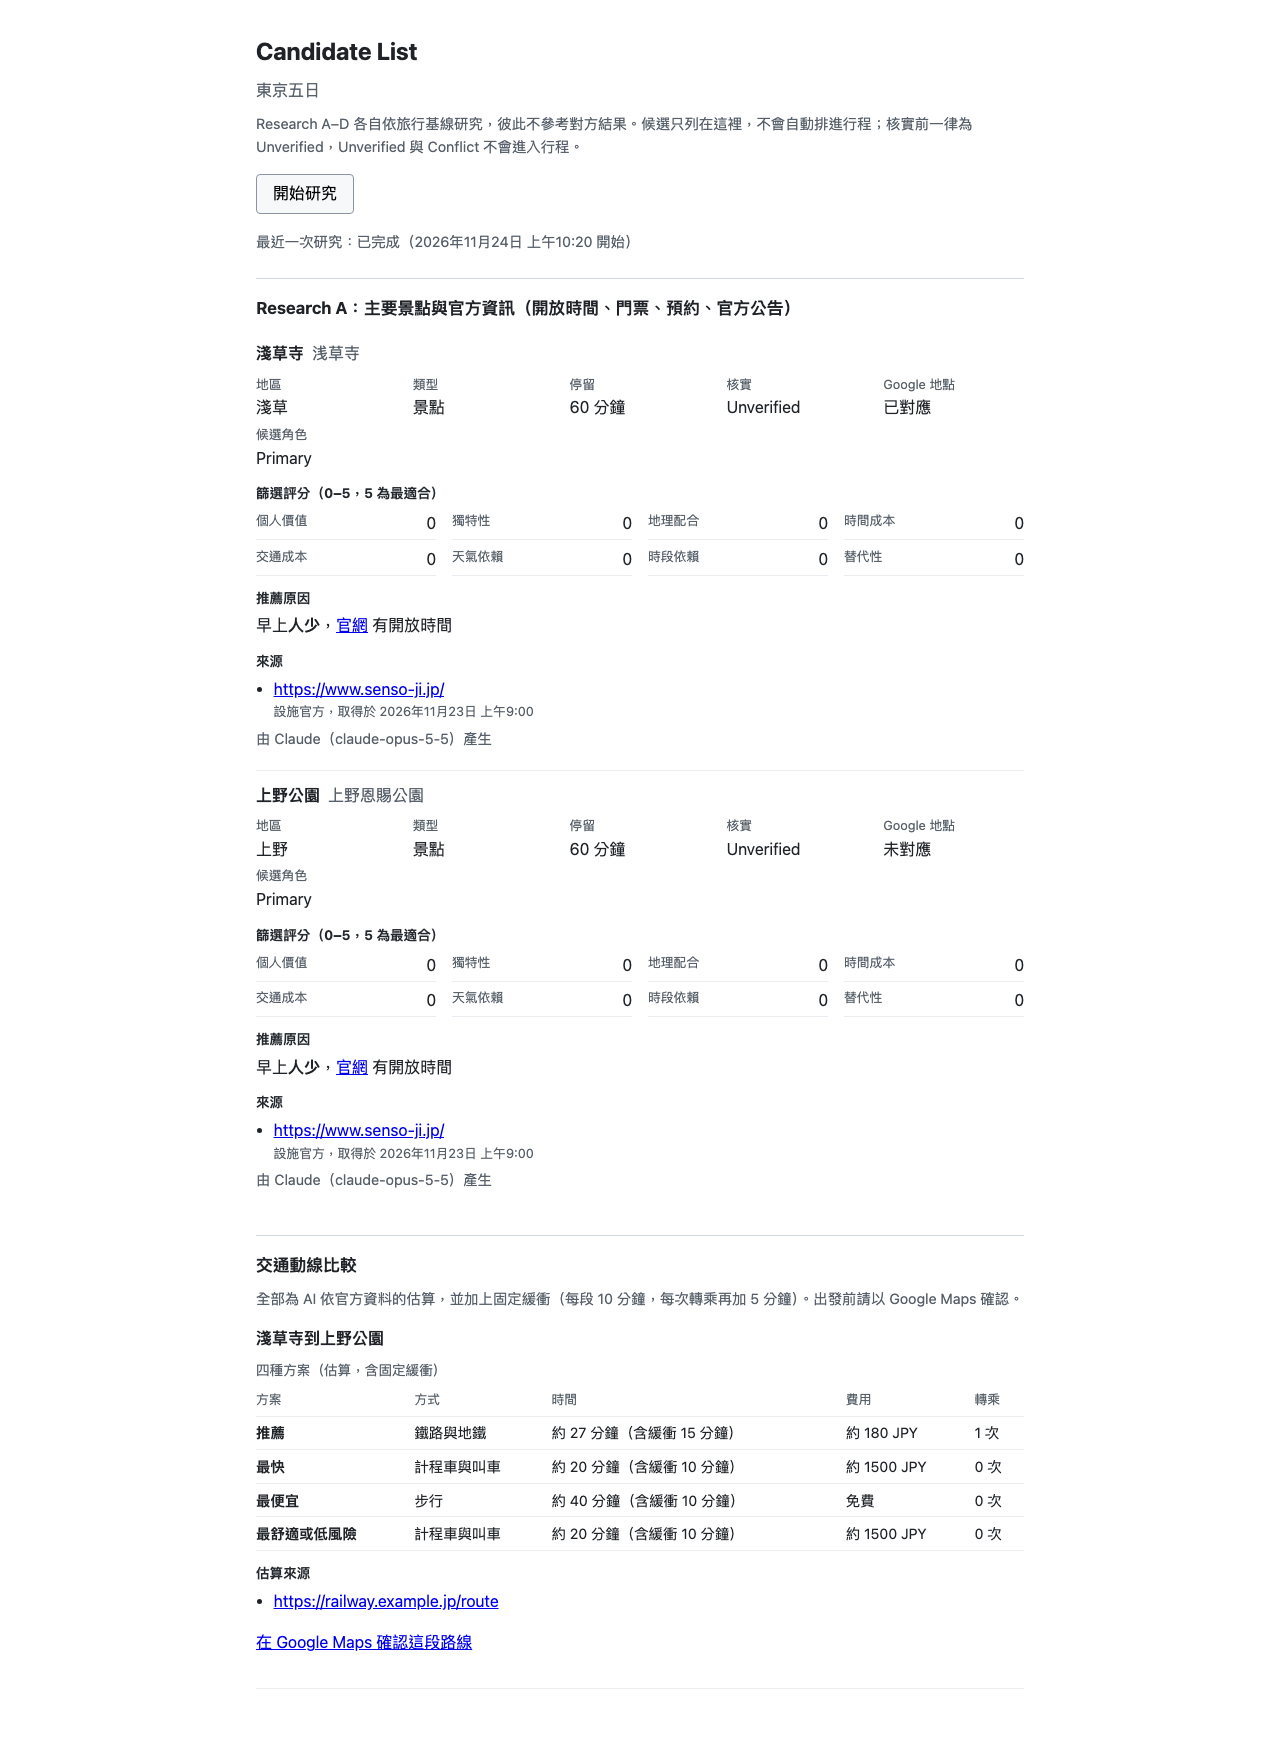 Candidate List
東京五日
Research A–D 各自依旅行基線研究，彼此不參考對方結果。候選只列在這裡，不會自動排進行程；核實前一律為
Unverified，Unverified 與 Conflict 不會進入行程。
開始研究
最近一次研究：已完成（2026年11月24日 上午10:20 開始）
Research A：主要景點與官方資訊（開放時間、門票、預約、官方公告）
淺草寺 浅草寺
地區 類型 停留 核實 Google 地點
淺草 景點 60 分鐘 Unverified 已對應
候選角色
Primary
篩選評分（0–5，5 為最適合）
個人價值 0 獨特性 0 地理配合 0 時間成本 0
交通成本 0 天氣依賴 0 時段依賴 0 替代性 0
推薦原因
早上人少，官網 有開放時間
來源
• https://www.senso-ji.jp/
設施官方，取得於 2026年11月23日 上午9:00
由 Claude（claude-opus-5-5）產生
上野公園 上野恩賜公園
地區 類型 停留 核實 Google 地點
上野 景點 60 分鐘 Unverified 未對應
候選角色
Primary
篩選評分（0–5，5 為最適合）
個人價值 0 獨特性 0 地理配合 0 時間成本 0
交通成本 0 天氣依賴 0 時段依賴 0 替代性 0
推薦原因
早上人少，官網 有開放時間
來源
• https://www.senso-ji.jp/
設施官方，取得於 2026年11月23日 上午9:00
由 Claude（claude-opus-5-5）產生
交通動線比較
全部為 AI 依官方資料的估算，並加上固定緩衝（每段 10 分鐘，每次轉乘再加 5 分鐘）。出發前請以 Google Maps 確認。
淺草寺到上野公園
四種方案（估算，含固定緩衝）
方案 方式 時間 費用 轉乘
推薦 鐵路與地鐵 約 27 分鐘（含緩衝 15 分鐘） 約 180 JPY 1 次
最快 計程車與叫車 約 20 分鐘（含緩衝 10 分鐘） 約 1500 JPY 0 次
最便宜 步行 約 40 分鐘（含緩衝 10 分鐘） 免費 0 次
最舒適或低風險 計程車與叫車 約 20 分鐘（含緩衝 10 分鐘） 約 1500 JPY 0 次
估算來源
• https://railway.example.jp/route
在 Google Maps 確認這段路線